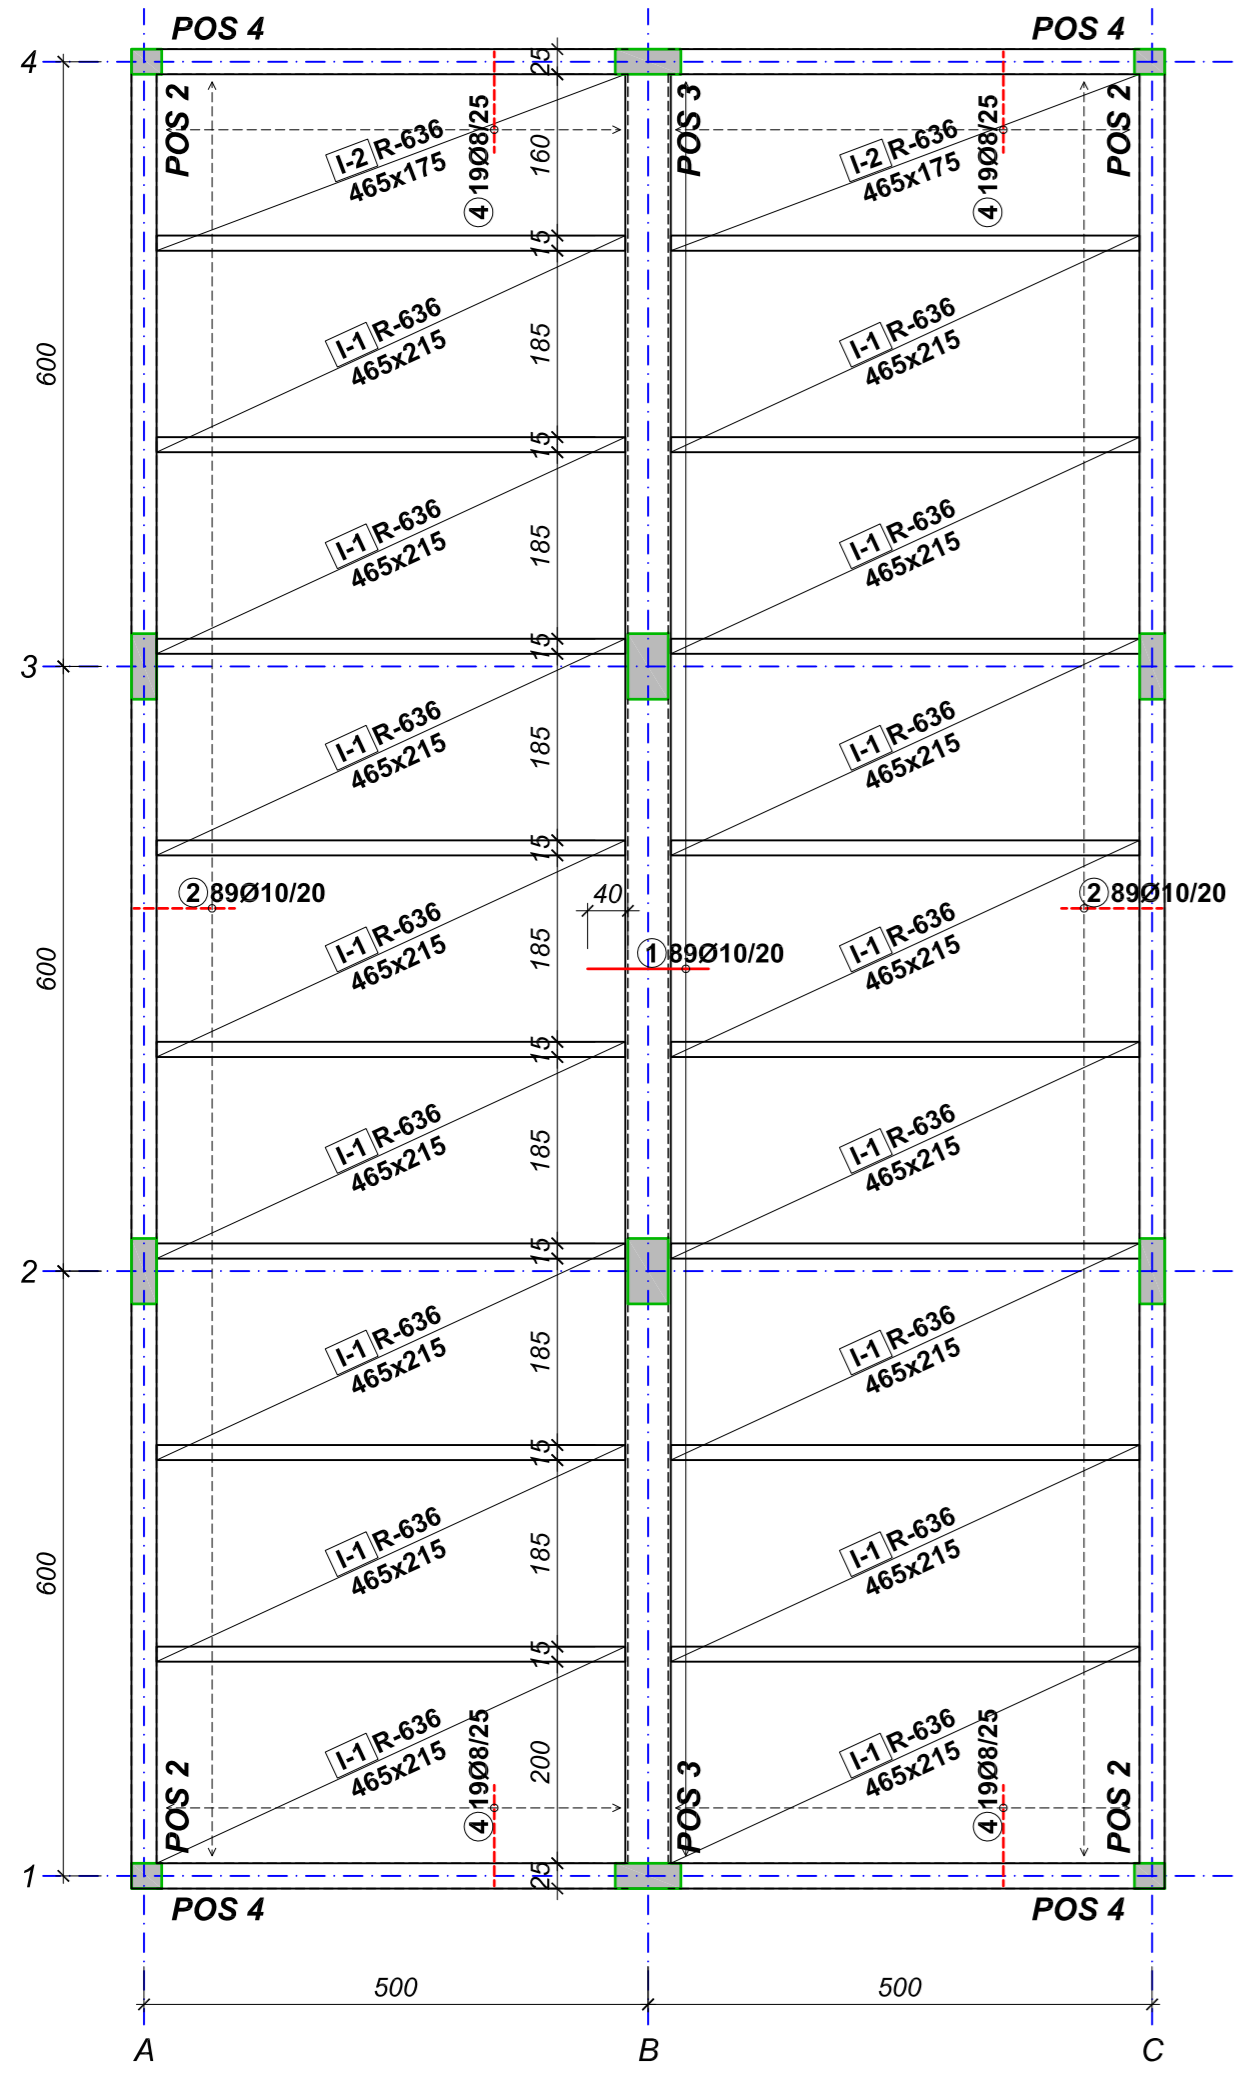 POS 4
POS 4
4
25
POS 2
I-2 R-636
465x175
4 19Ø8/25
160
POS 3
I-2 R-636
465x175
4 19Ø8/25
POS 2
15
600
I-1 R-636
465x215
185
I-1 R-636
465x215
15
I-1 R-636
465x215
185
I-1 R-636
465x215
15
3
I-1 R-636
465x215
185
I-1 R-636
465x215
15
2 89Ø10/20
40
2 89Ø10/20
600
I-1 R-636
465x215
185
1 89Ø10/20
I-1 R-636
465x215
15
I-1 R-636
465x215
185
I-1 R-636
465x215
15
2
I-1 R-636
465x215
185
I-1 R-636
465x215
15
600
I-1 R-636
465x215
185
I-1 R-636
465x215
15
POS 2
I-1 R-636
465x215
4 19Ø8/25
200
POS 3
I-1 R-636
465x215
4 19Ø8/25
POS 2
1
25
POS 4
POS 4
500
500
A
B
C